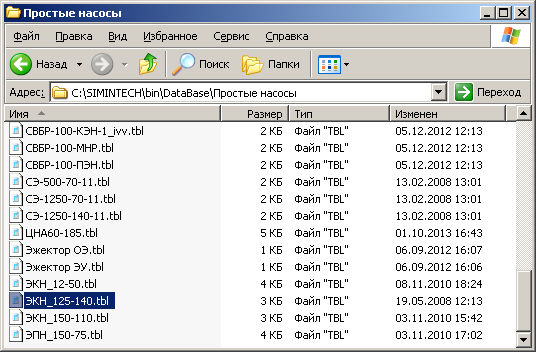 Простые насосы
Файл Правка Вид Избранное Сервис Справка
Назад Поиск Папки
Адрес: C:\SIMINTECH\bin\DataBase\Простые насосы Переход
Имя Размер Тип Изменен
СВБР-100-КЭН-1_jvv.tbl 2 КБ Файл "TBL" 05.12.2012 12:13
СВБР-100-МНР.tbl 2 КБ Файл "TBL" 05.12.2012 12:13
СВБР-100-ПЭН.tbl 2 КБ Файл "TBL" 05.12.2012 12:13
СЭ-500-70-11.tbl 2 КБ Файл "TBL" 13.02.2008 13:01
СЭ-1250-70-11.tbl 2 КБ Файл "TBL" 13.02.2008 13:01
СЭ-1250-140-11.tbl 2 КБ Файл "TBL" 13.02.2008 13:01
ЦНА60-185.tbl 2 КБ Файл "TBL" 01.10.2013 16:43
Эжектор ОЭ.tbl 1 КБ Файл "TBL" 06.09.2012 16:07
Эжектор ЭУ.tbl 1 КБ Файл "TBL" 06.09.2012 16:06
ЭКН_12-50.tbl 4 КБ Файл "TBL" 08.11.2010 18:24
ЭКН_125-140.tbl 3 КБ Файл "TBL" 19.05.2008 12:13
ЭКН_150-110.tbl 3 КБ Файл "TBL" 03.11.2010 15:42
ЭПН_150-75.tbl 4 КБ Файл "TBL" 03.11.2010 17:02